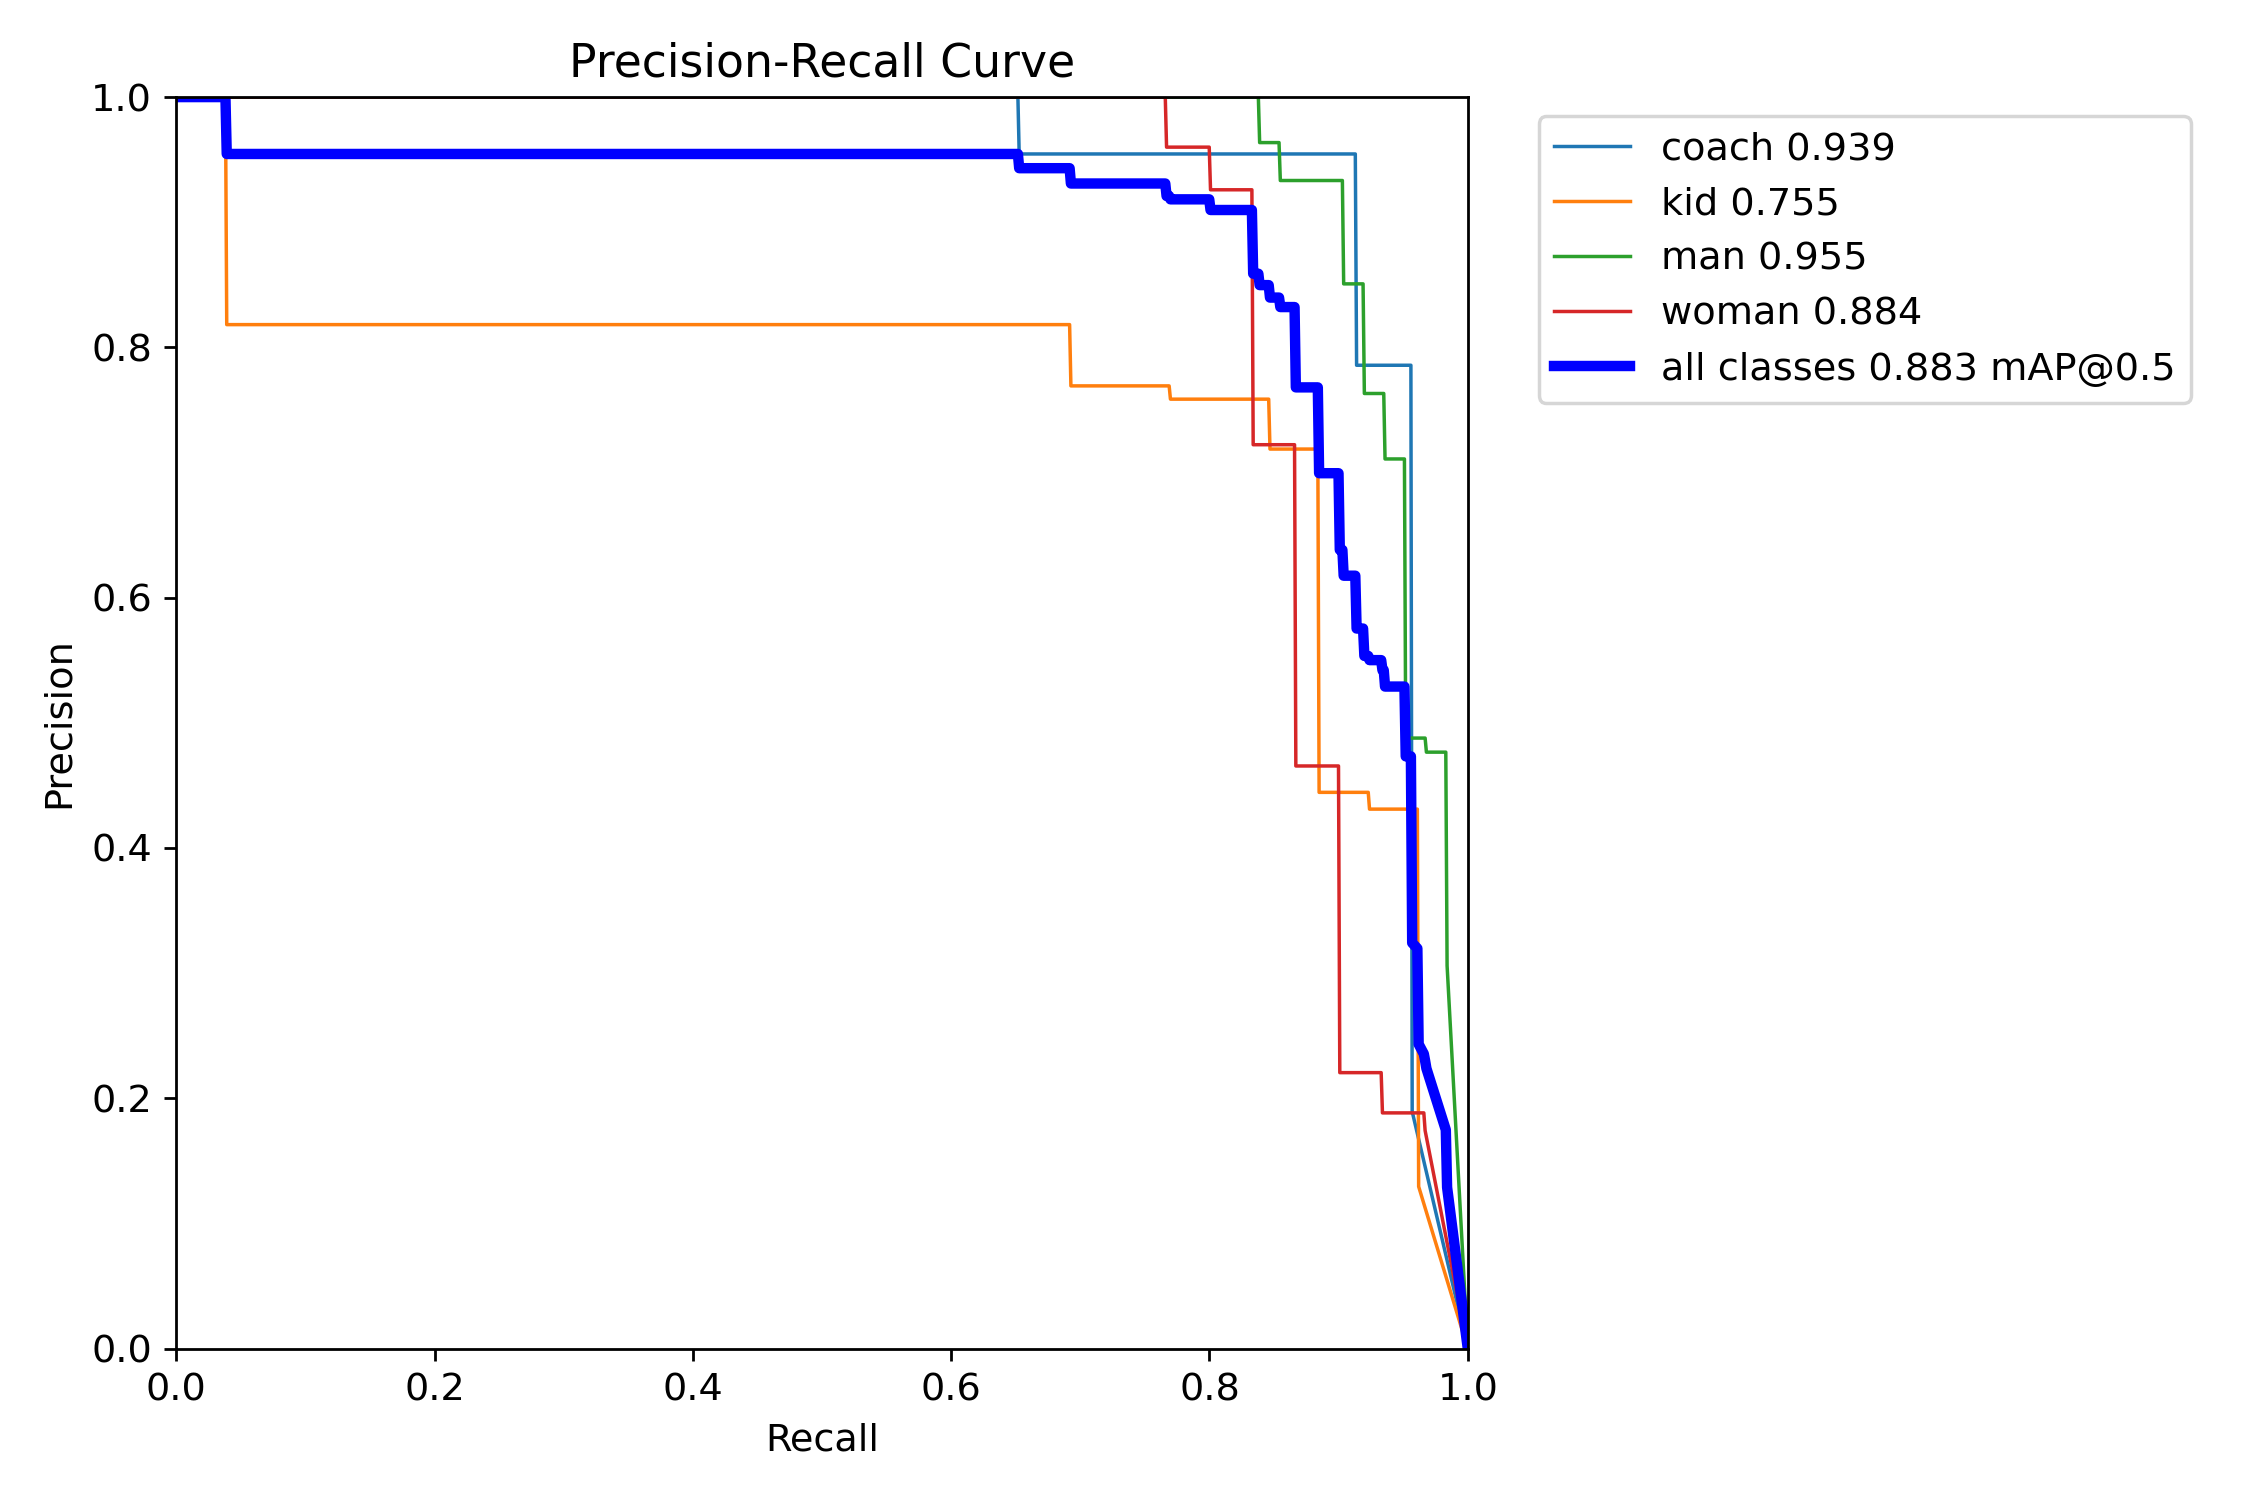 Precision-Recall Curve
1.0
0.8
0.6
0.4
0.2
0.0
Precision
0.0 0.2 0.4 0.6 0.8 1.0
Recall
coach 0.939
kid 0.755
man 0.955
woman 0.884
all classes 0.883 mAP@0.5